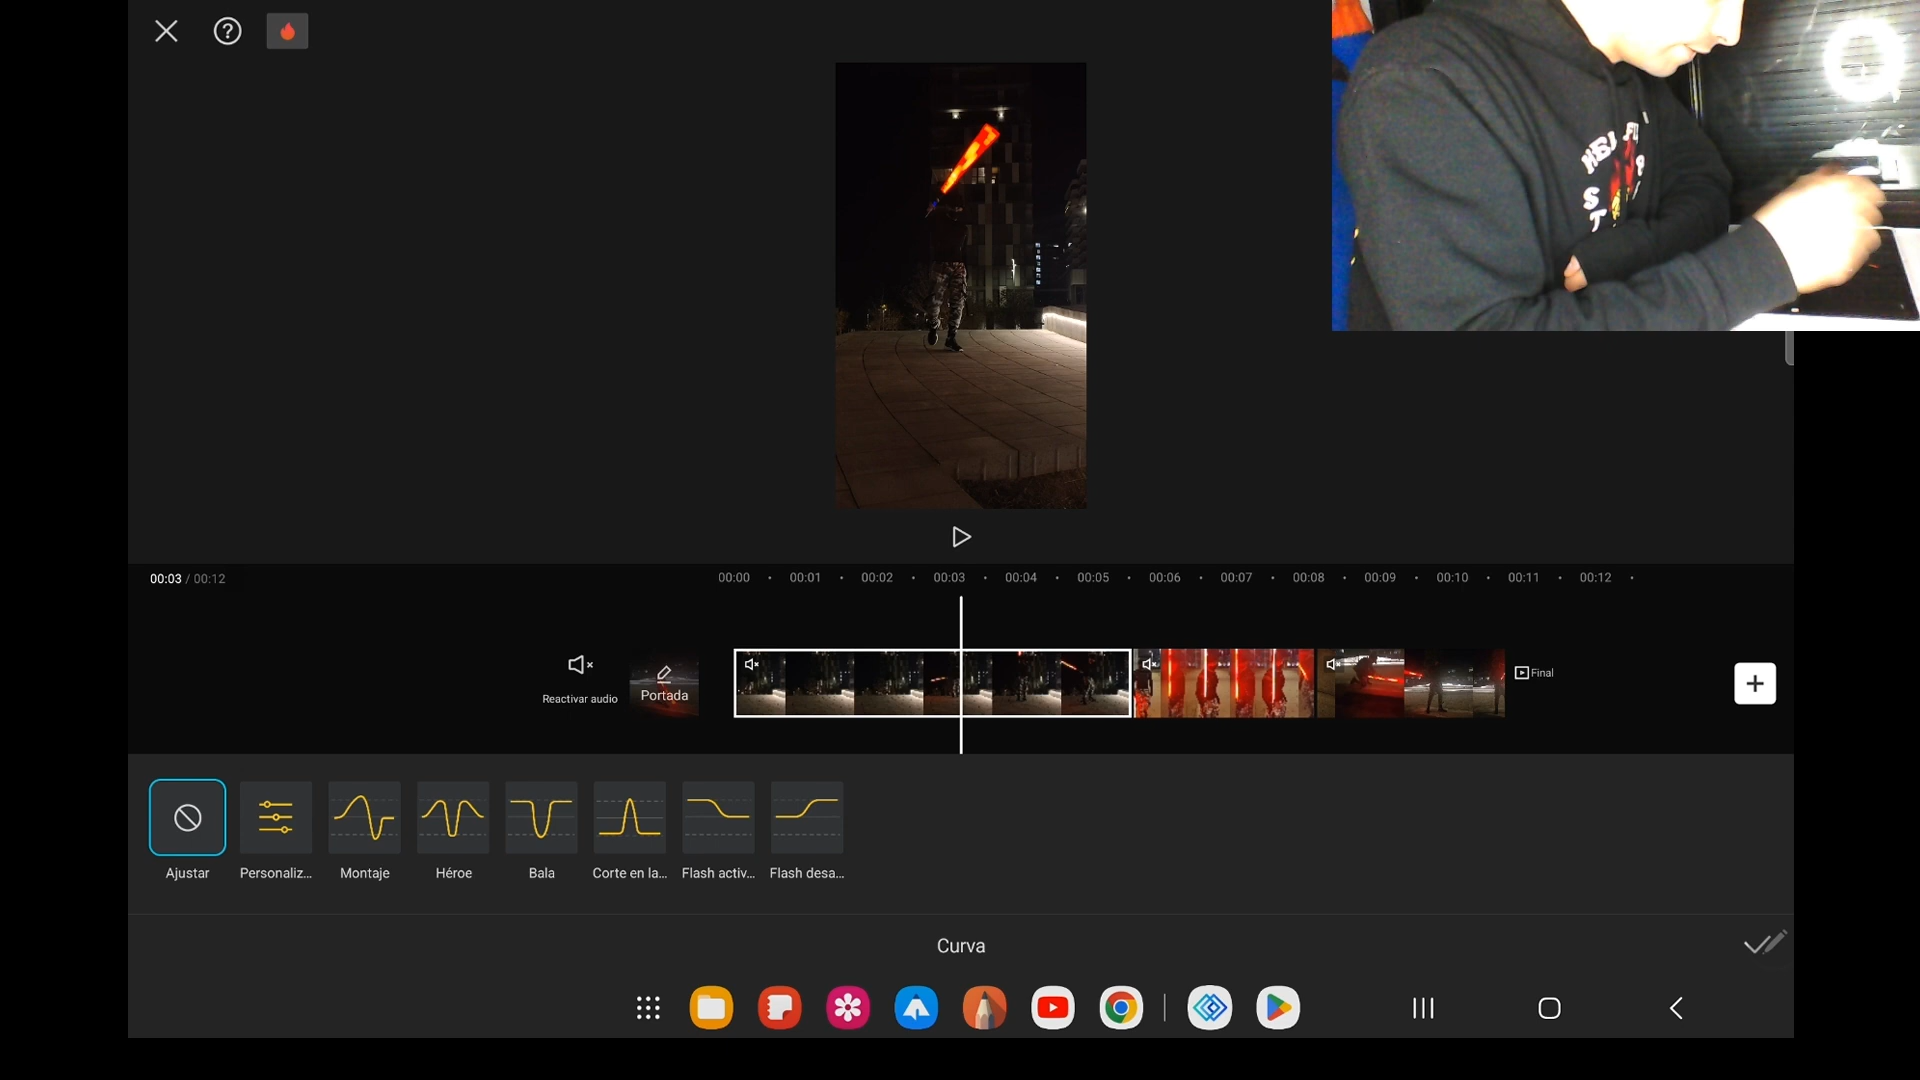 00:03 / 00:12
00:00 00:01 00:02 00:03 00:04 00:05 00:06 00:07 00:08 00:09 00:10 00:11 00:12
Reactivar audio
Portada
Final
Ajustar
Personaliz...
Montaje
Héroe
Bala
Corte en la...
Flash activ...
Flash desa...
Curva